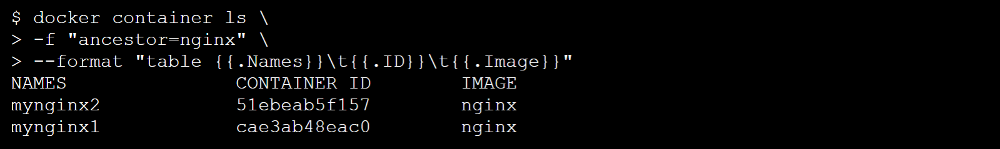 $ docker container ls \
> -f "ancestor=nginx" \
> --format "table {{.Names}}\t{{.ID}}\t{{.Image}}"
NAMES               CONTAINER ID        IMAGE
mynginx2            51ebeab5f157        nginx
mynginx1            cae3ab48eac0        nginx